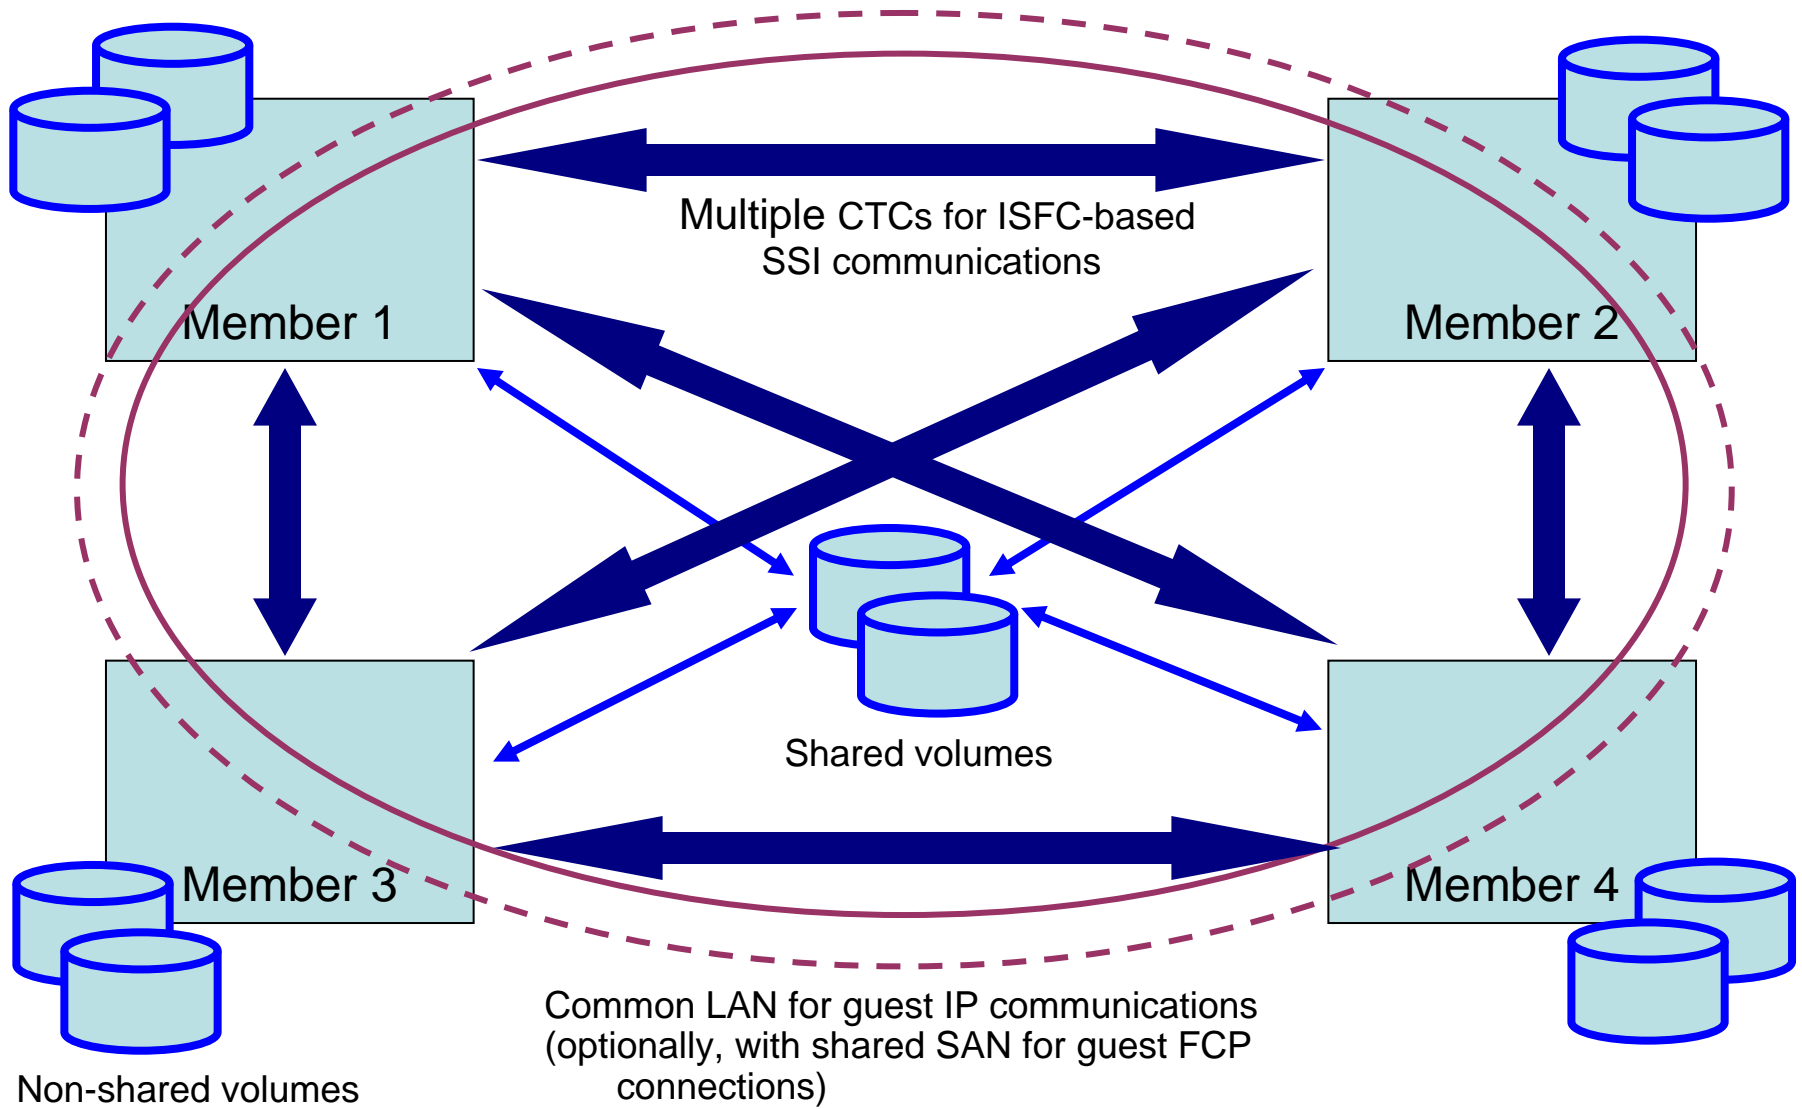 Multiple CTCs for ISFC-based
SSI communications
Member 1
Member 2
Shared volumes
Member 3
Member 4
Common LAN for guest IP communications
(optionally, with shared SAN for guest FCP
connections)
Non-shared volumes